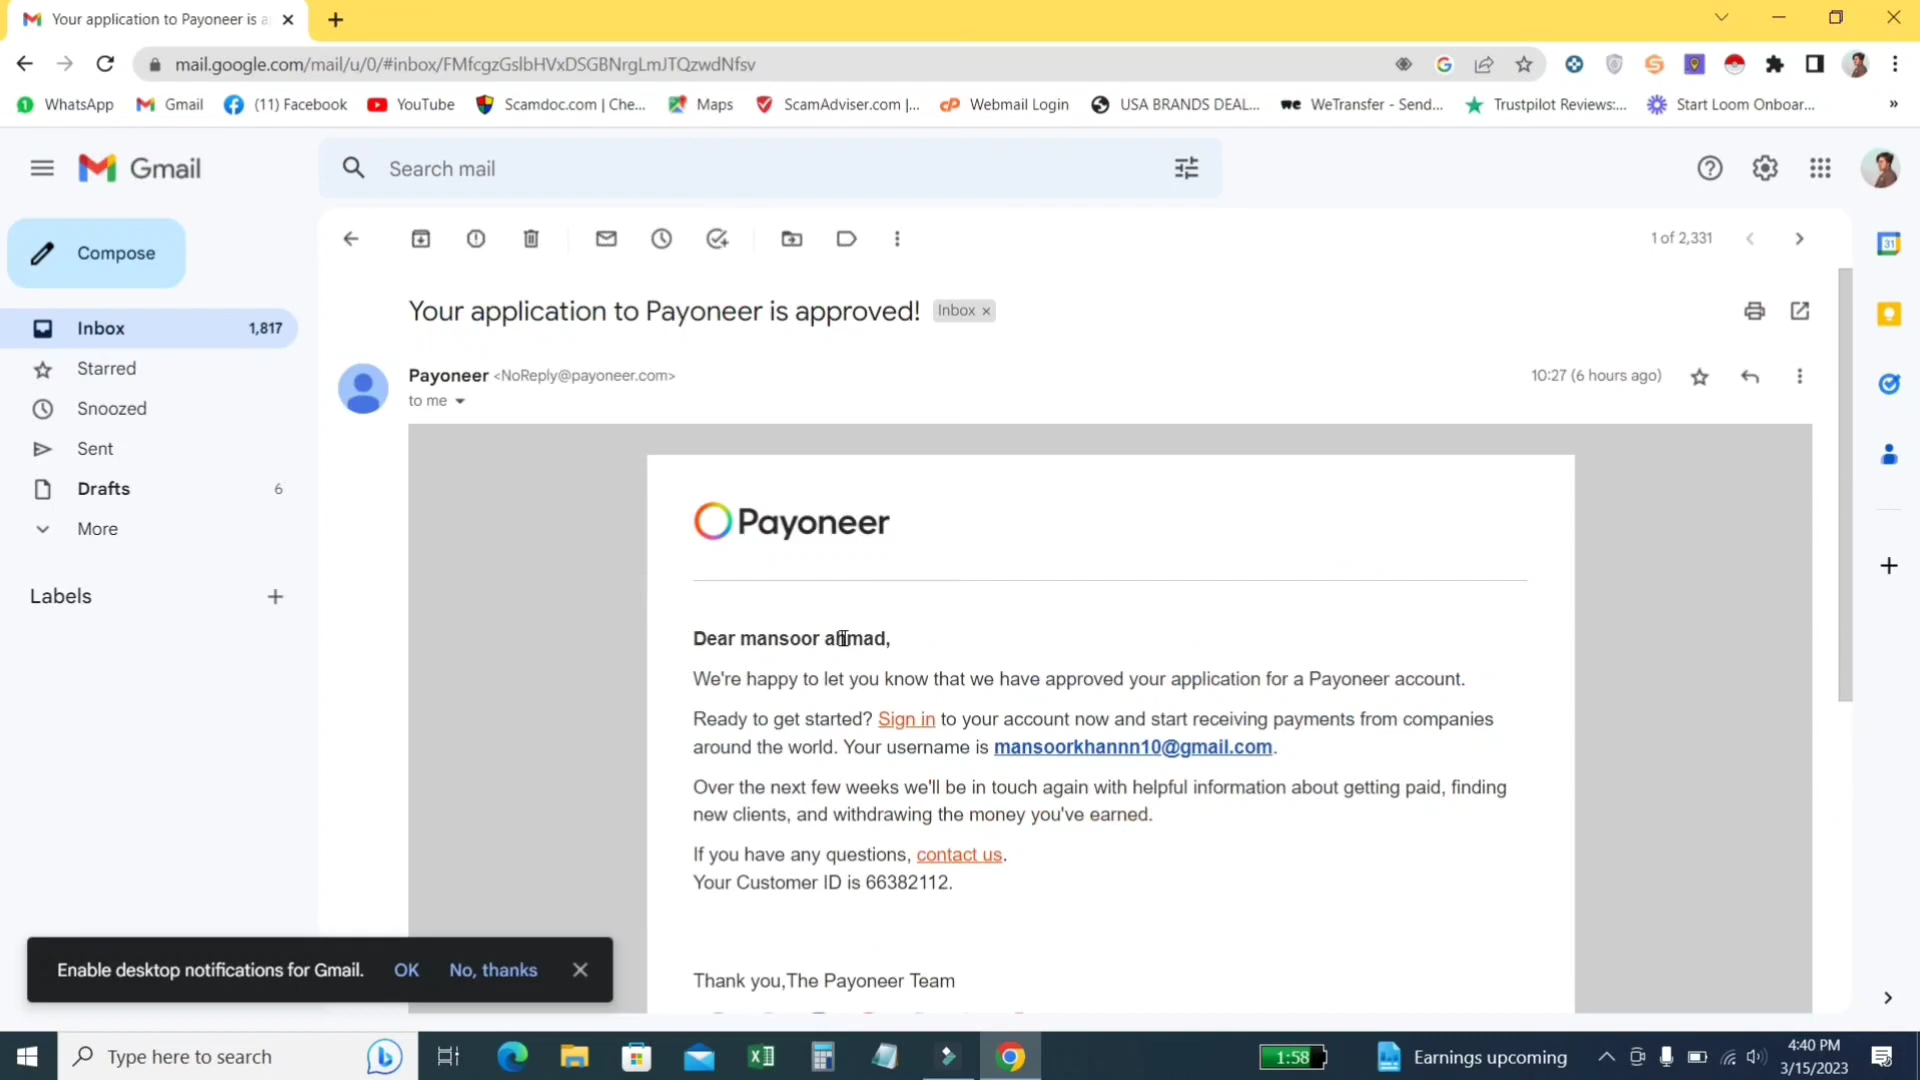 Your application to Payoneer is a
mail.google.com/mail/u/0/#inbox/FMfcgzGslbHVxDSGBNrgLmJTQzwdNfsv
WhatsApp
Gmail
(11) Facebook
YouTube
Scamdoc.com | Che...
Maps
ScamAdviser.com |...
Webmail Login
USA BRANDS DEAL...
WeTransfer - Send...
Trustpilot Reviews:...
Start Loom Onboar...
»
Gmail
Search mail
Compose
1 of 2,331
Inbox 1,817
Starred
Snoozed
Sent
Drafts 6
More
Labels
Your application to Payoneer is approved! Inbox ×
Payoneer <NoReply@payoneer.com>
10:27 (6 hours ago)
to me
Payoneer
Dear mansoor ahmad,
We're happy to let you know that we have approved your application for a Payoneer account.
Ready to get started? Sign in to your account now and start receiving payments from companies
around the world. Your username is mansoorkhannn10@gmail.com.
Over the next few weeks we'll be in touch again with helpful information about getting paid, finding
new clients, and withdrawing the money you've earned.
If you have any questions, contact us.
Your Customer ID is 66382112.
Thank you,The Payoneer Team
Enable desktop notifications for Gmail. OK No, thanks
31
Type here to search
1:58
Earnings upcoming
4:40 PM
3/15/2023